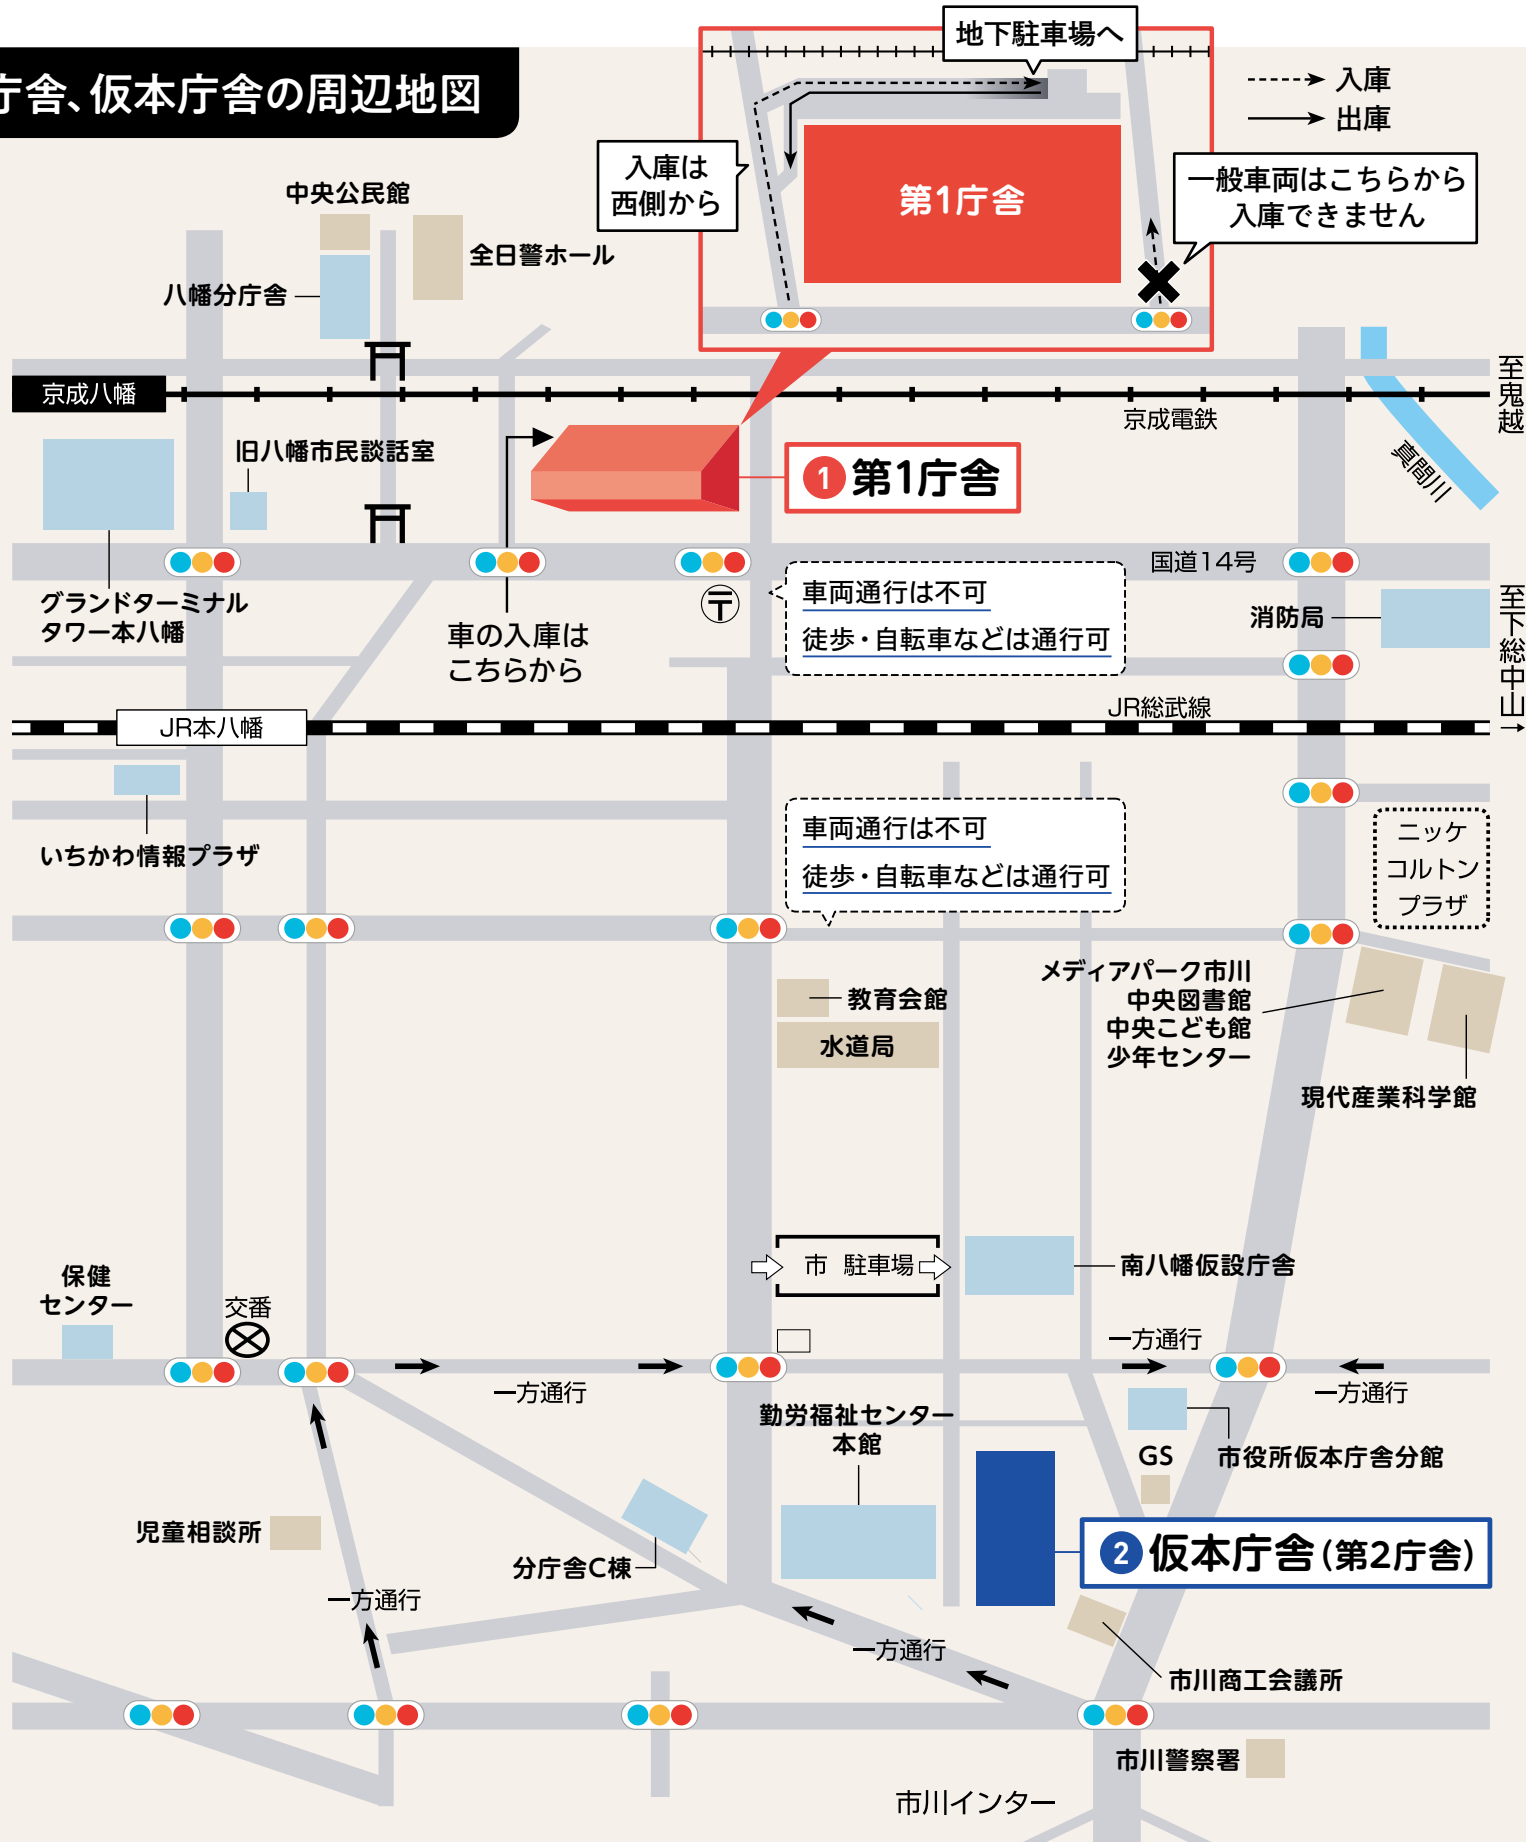 庁舎、仮本庁舎の周辺地図
地下駐車場へ
入庫
出庫
入庫は
西側から
第1庁舎
一般車両はこちらから
入庫できません
中央公民館
全日警ホール
八幡分庁舎
京成八幡
京成電鉄
至鬼越
真間川
旧八幡市民談話室
1 第1庁舎
国道14号
グランドターミナル
タワー本八幡
車の入庫は
こちらから
〒
車両通行は不可
徒歩・自転車などは通行可
消防局
至下総中山→
JR総武線
JR本八幡
いちかわ情報プラザ
車両通行は不可
徒歩・自転車などは通行可
ニッケ
コルトン
プラザ
教育会館
水道局
メディアパーク市川
中央図書館
中央こども館
少年センター
現代産業科学館
市 駐車場
南八幡仮設庁舎
保健
センター
交番
一方通行
一方通行
一方通行
勤労福祉センター
本館
GS
市役所仮本庁舎分館
児童相談所
分庁舎C棟
2 仮本庁舎(第2庁舎)
一方通行
一方通行
市川商工会議所
市川警察署
市川インター